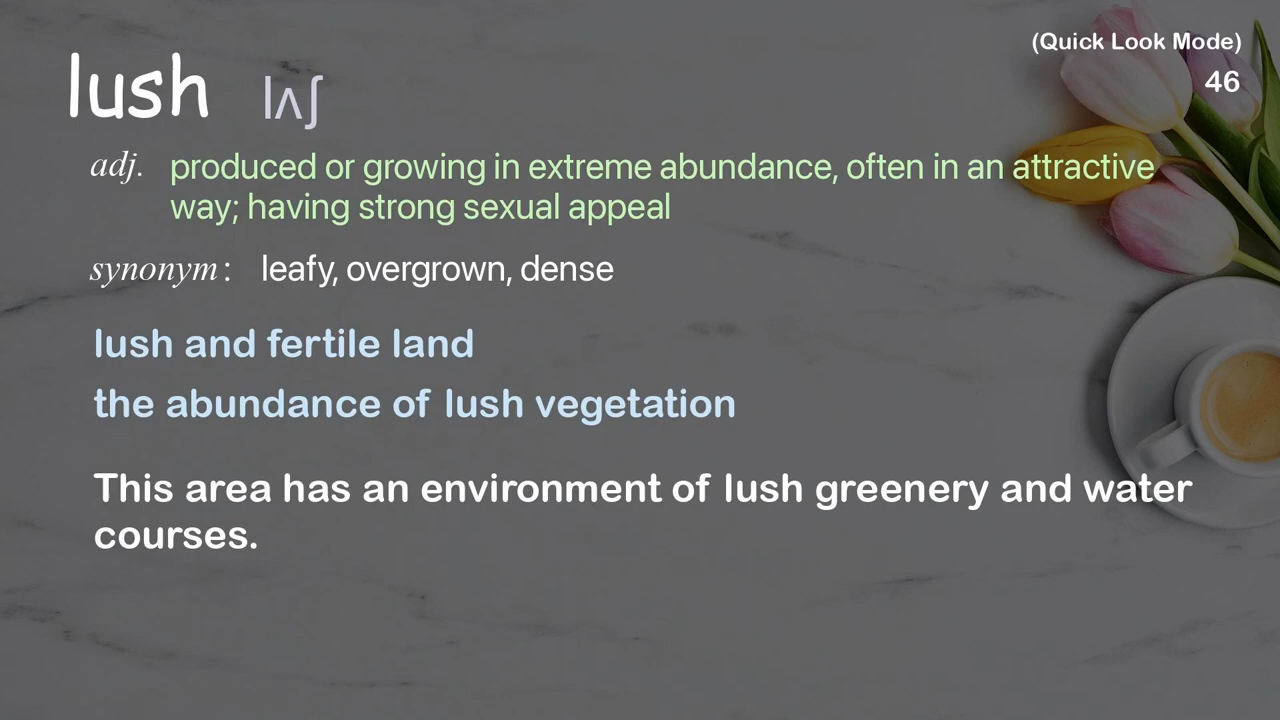 (Quick Look Mode)
46
lush lʌʃ
adj. produced or growing in extreme abundance, often in an attractive
way; having strong sexual appeal
synonym: leafy, overgrown, dense
lush and fertile land
the abundance of lush vegetation
This area has an environment of lush greenery and water
courses.